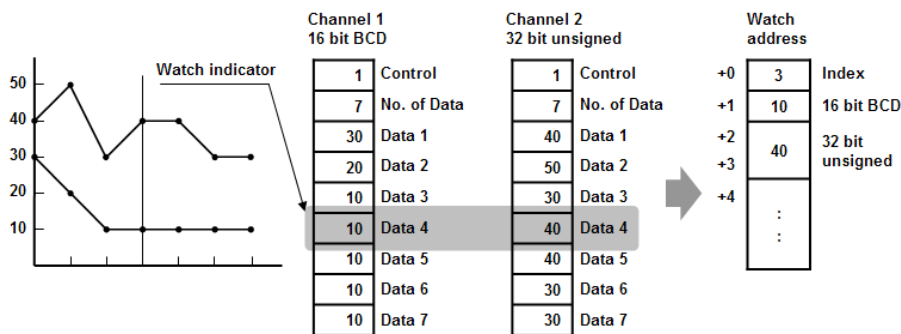 Channel 1
16 bit BCD
Channel 2
32 bit unsigned
Watch
address
Watch indicator
50
40
30
20
10
1 Control
7 No. of Data
30 Data 1
20 Data 2
10 Data 3
10 Data 4
10 Data 5
10 Data 6
10 Data 7
1 Control
7 No. of Data
40 Data 1
50 Data 2
30 Data 3
40 Data 4
40 Data 5
30 Data 6
30 Data 7
+0 3 Index
+1 10 16 bit BCD
+2
+3
40
32 bit
unsigned
+4
:
: